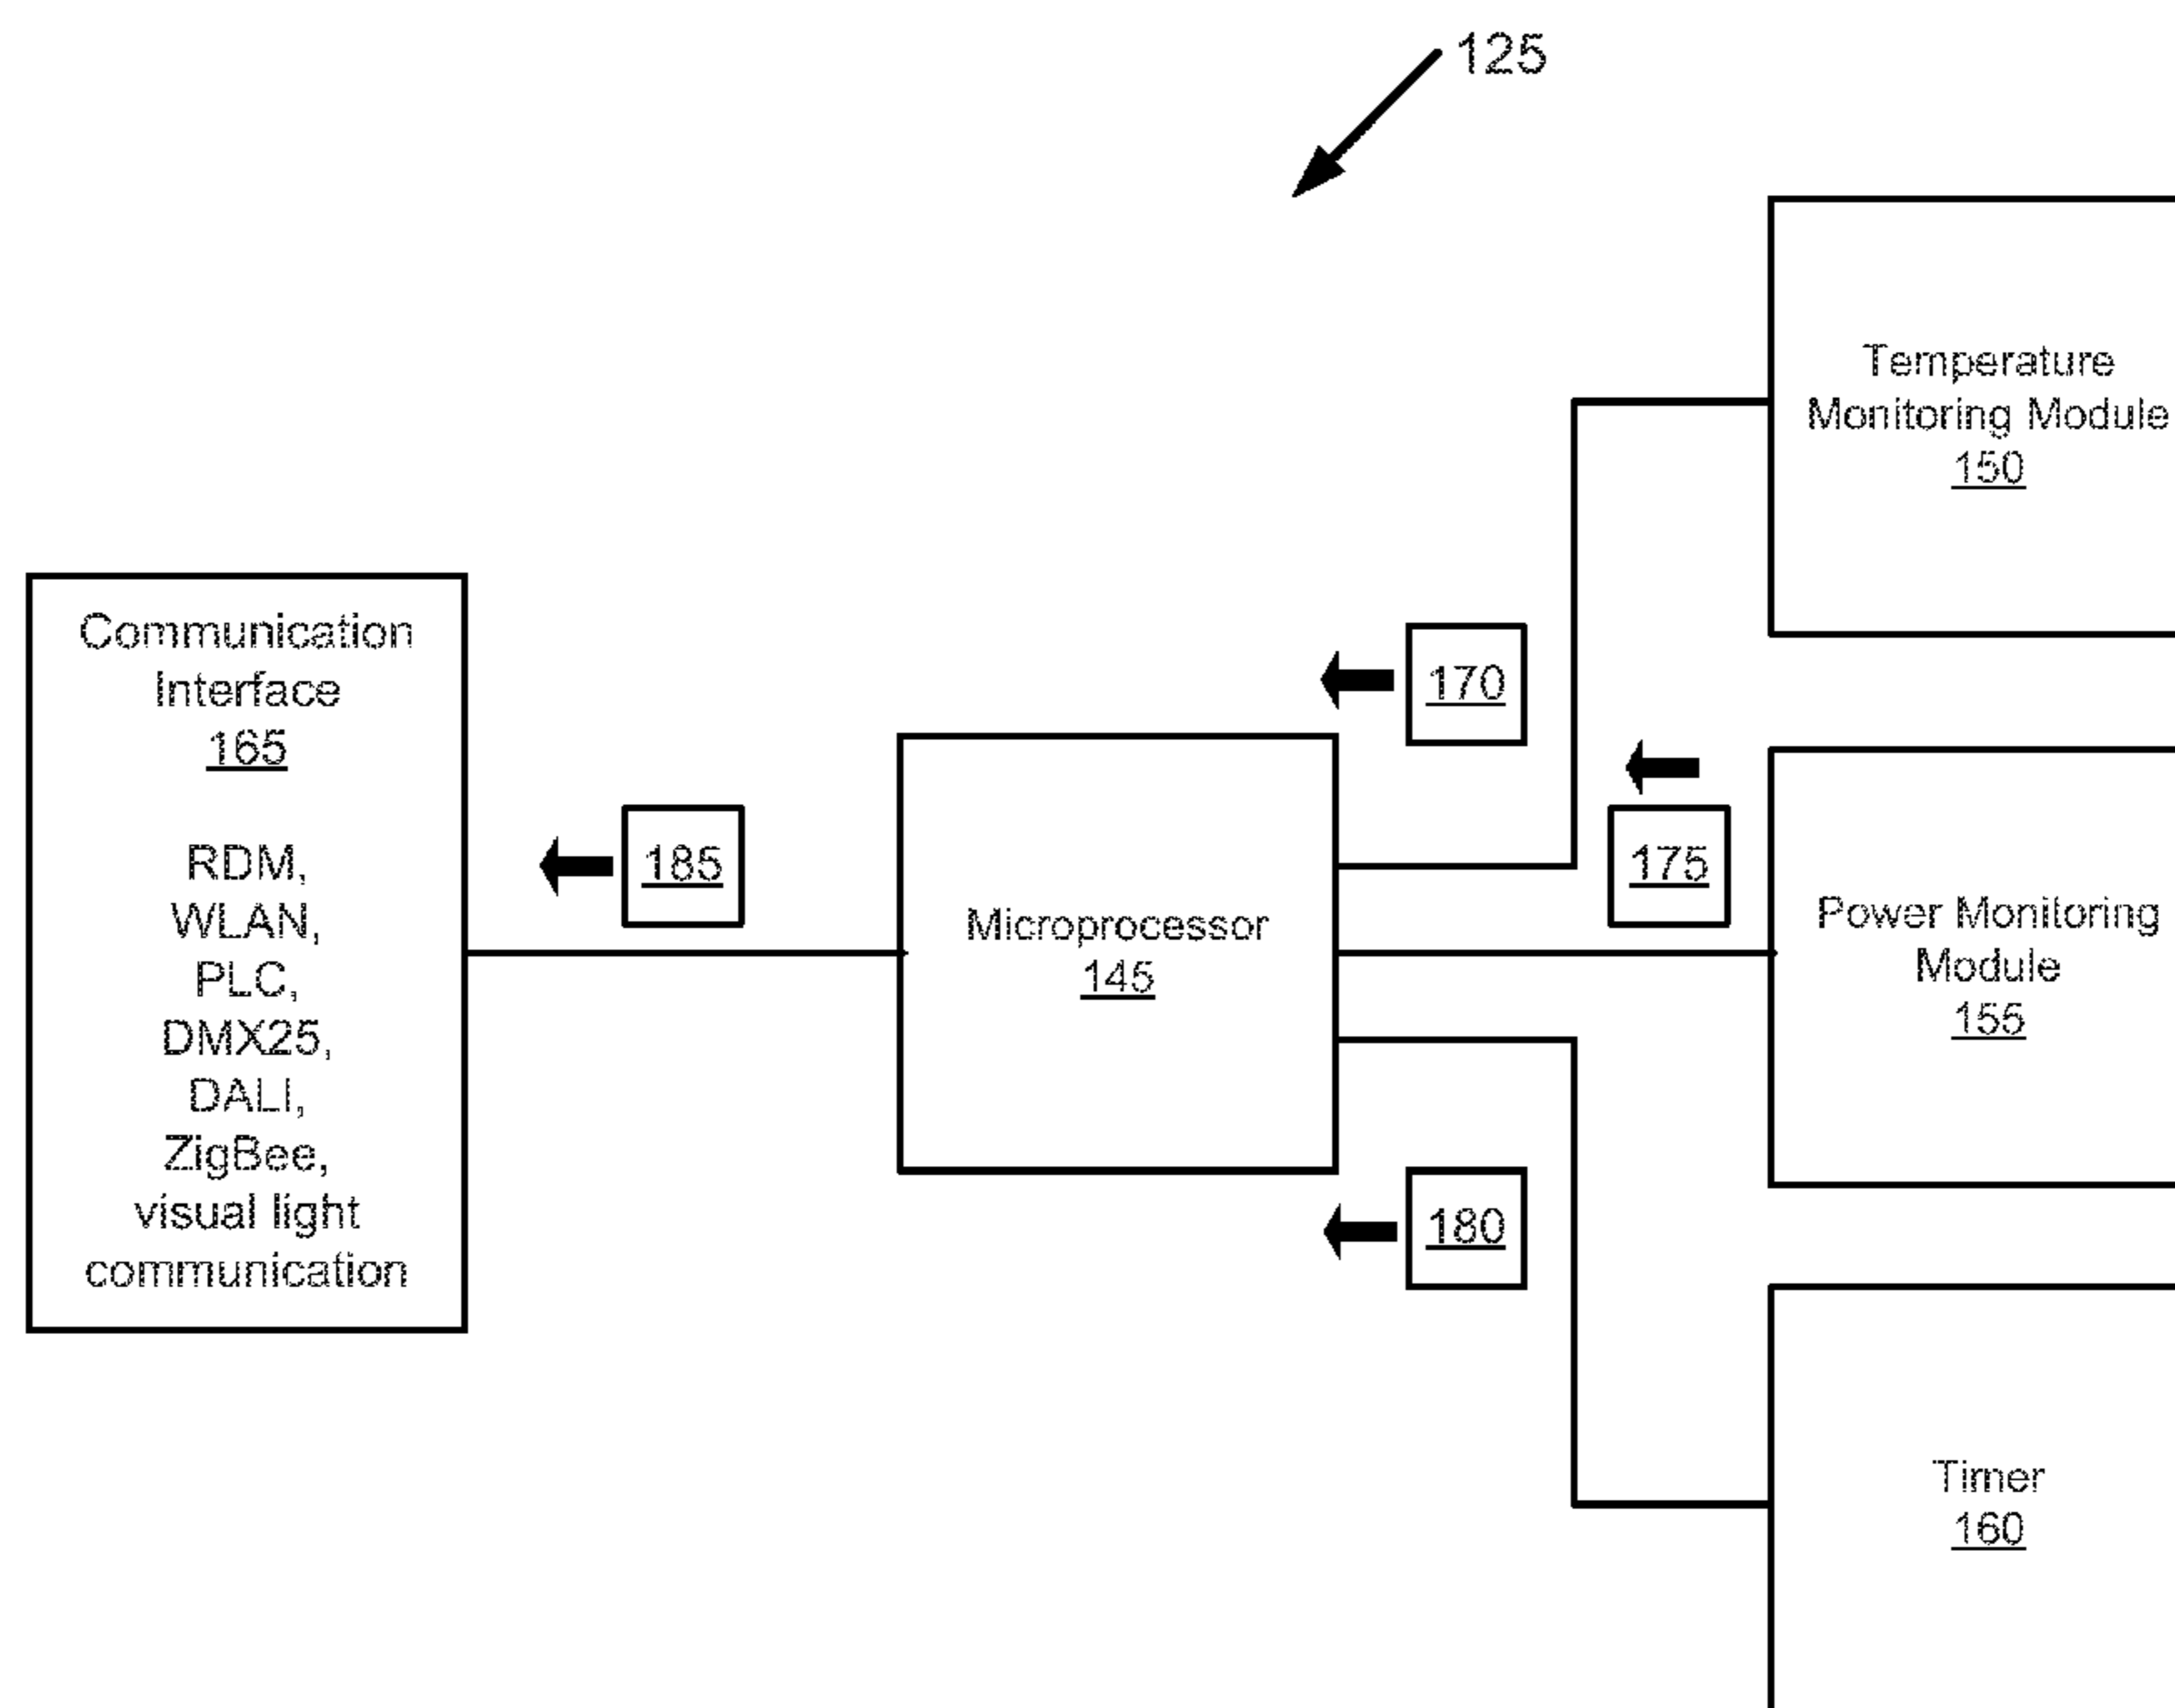 125
Temperature
Monitoring Module
150
Communication
Interface
165
RDM,
WLAN,
PLC,
DMX25,
DALI,
ZigBee,
visual light
communication
185
Microprocessor
145
170
175
180
Power Monitoring
Module
155
Timer
160